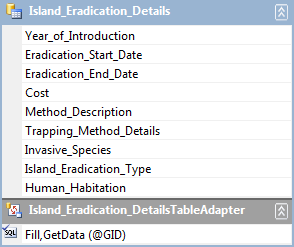 Island_Eradication_Details
Year_of_Introduction
Eradication_Start_Date
Eradication_End_Date
Cost
Method_Description
Trapping_Method_Details
Invasive_Species
Island_Eradication_Type
Human_Habitation
Island_Eradication_DetailsTableAdapter
SQL Fill,GetData (@GID)